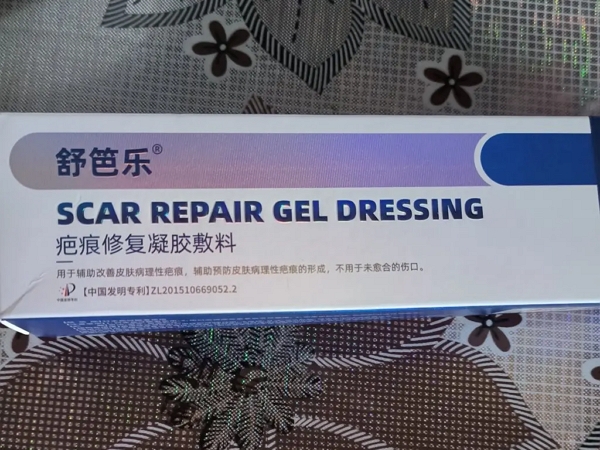 舒笆乐®
SCAR REPAIR GEL DRESSING
疤痕修复凝胶敷料
用于辅助改善皮肤病理性疤痕，辅助预防皮肤病理性疤痕的形成，不用于未愈合的伤口。
【中国发明专利】ZL201510669052.2